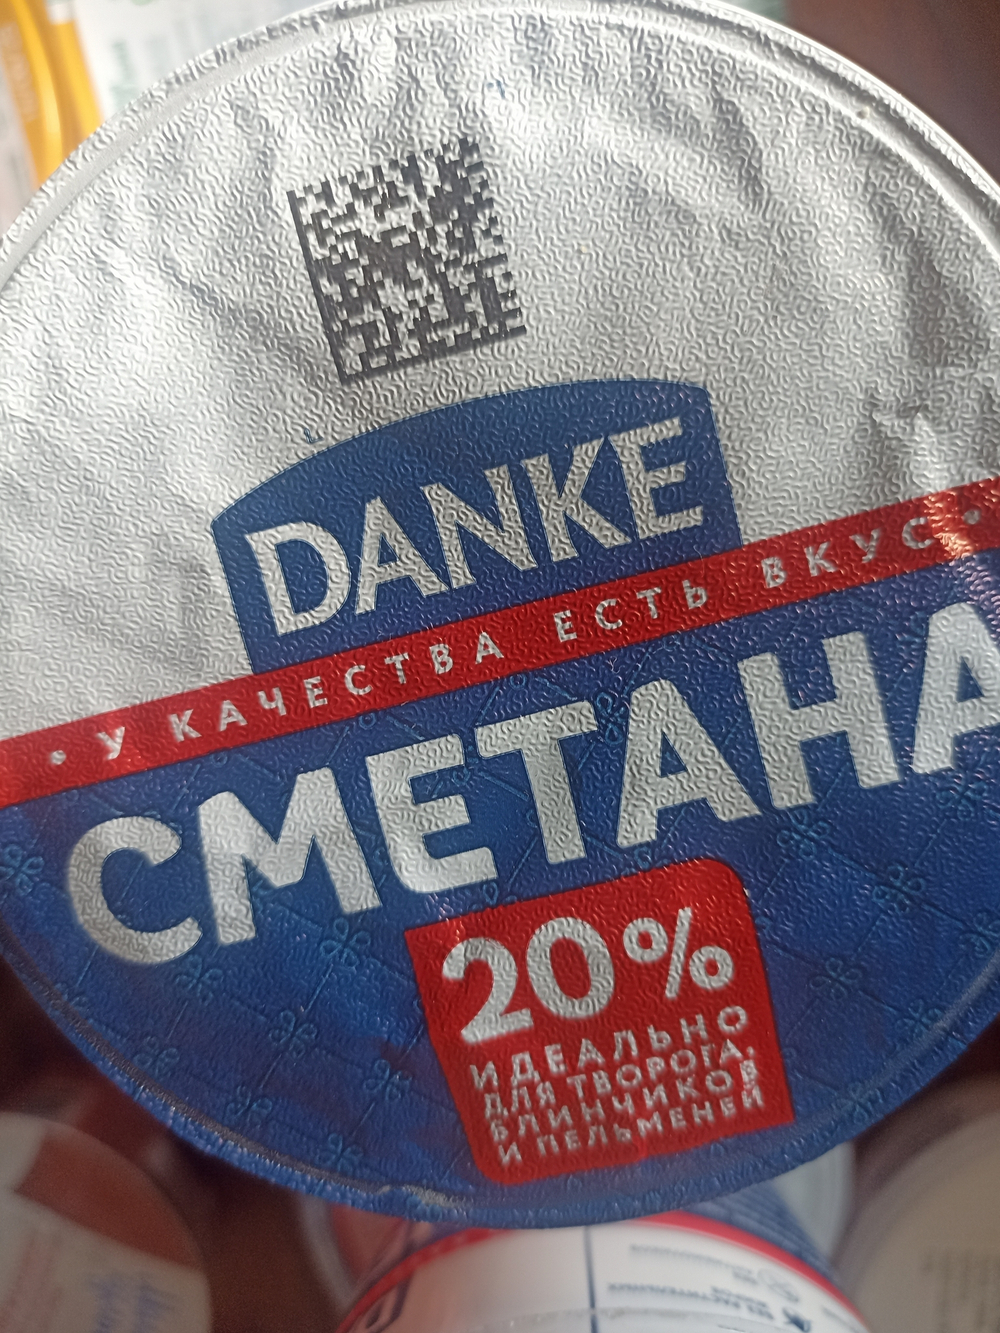 DANKE
• У КАЧЕСТВА ЕСТЬ ВКУС •
СМЕТАНА
20%
ИДЕАЛЬНО
ДЛЯ ТВОРОГА,
БЛИНЧИКОВ
И ПЕЛЬМЕНЕЙ